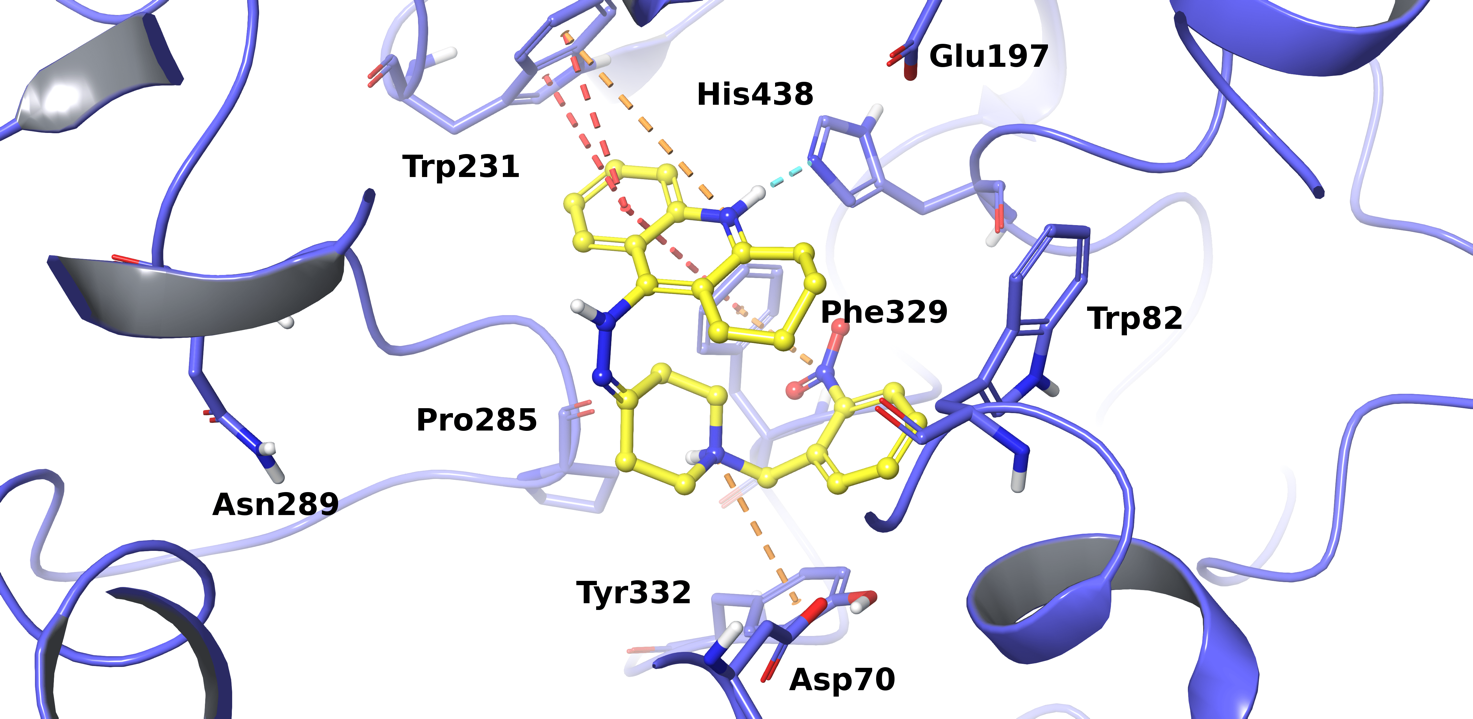 Glu197
His438
Trp231
Phe329
Trp82
Pro285
Asn289
Tyr332
Asp70